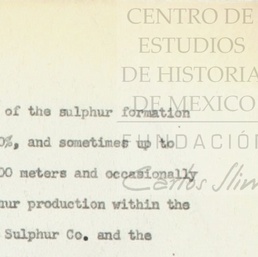 CENTRO DE
ESTUDIOS
DE HISTORIA
DE MEXICO
FUNDACIÓN
Carlos Slim
of the sulphur formation
0%, and sometimes up to
00 meters and occasionally
ur production within the
Sulphur Co. and the